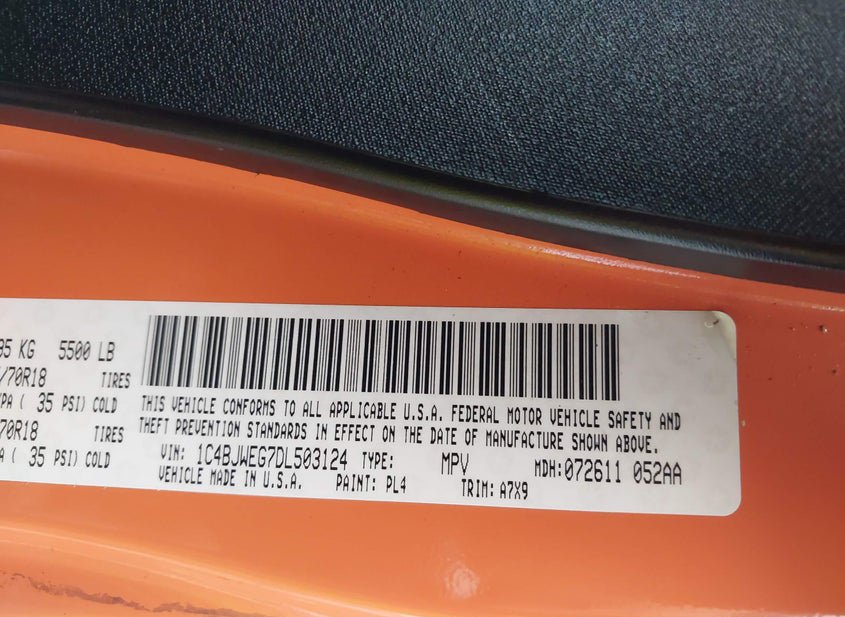 95 KG 5500 LB
/70R18 TIRES
PA ( 35 PSI) COLD
70R18 TIRES
A ( 35 PSI) COLD
THIS VEHICLE CONFORMS TO ALL APPLICABLE U.S.A. FEDERAL MOTOR VEHICLE SAFETY AND
THEFT PREVENTION STANDARDS IN EFFECT ON THE DATE OF MANUFACTURE SHOWN ABOVE.
VIN: 1C4BJWEG7DL503124 TYPE: MPV MDH:072611 052AA
VEHICLE MADE IN U.S.A. PAINT: PL4 TRIM: A7X9